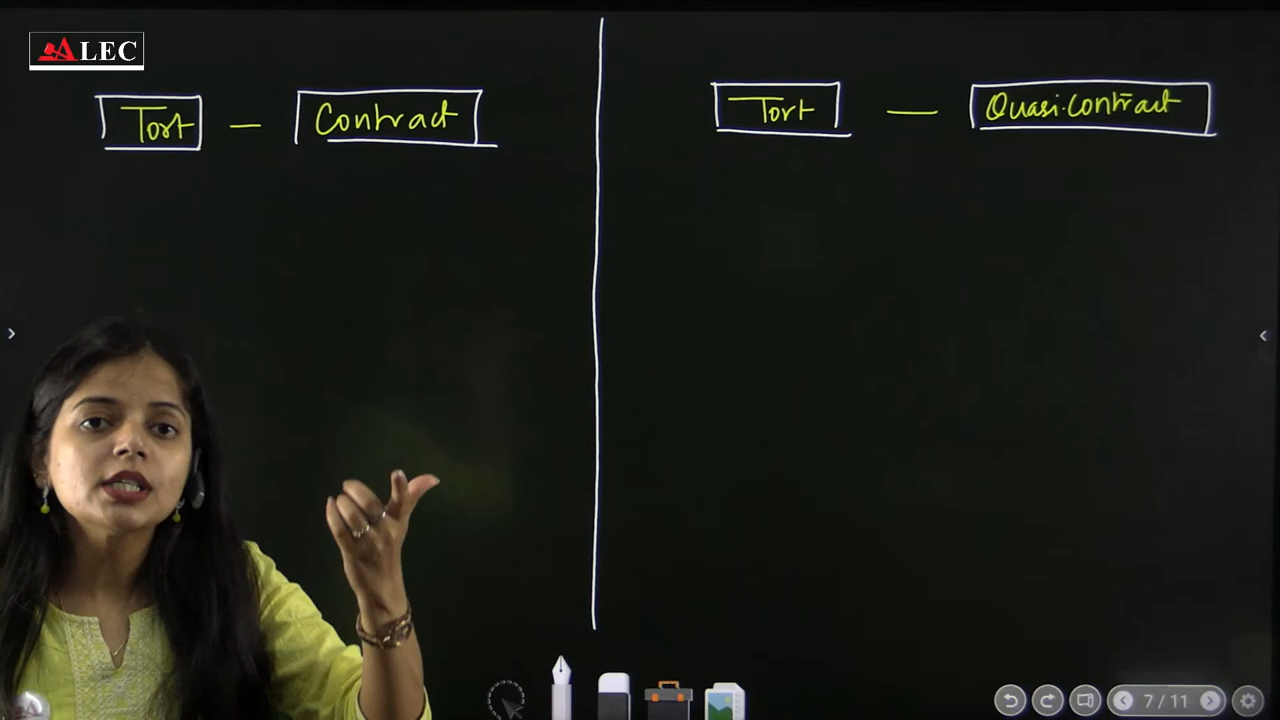 ALEC
Tort — Contract
Tort — Quasi-contract
7/11